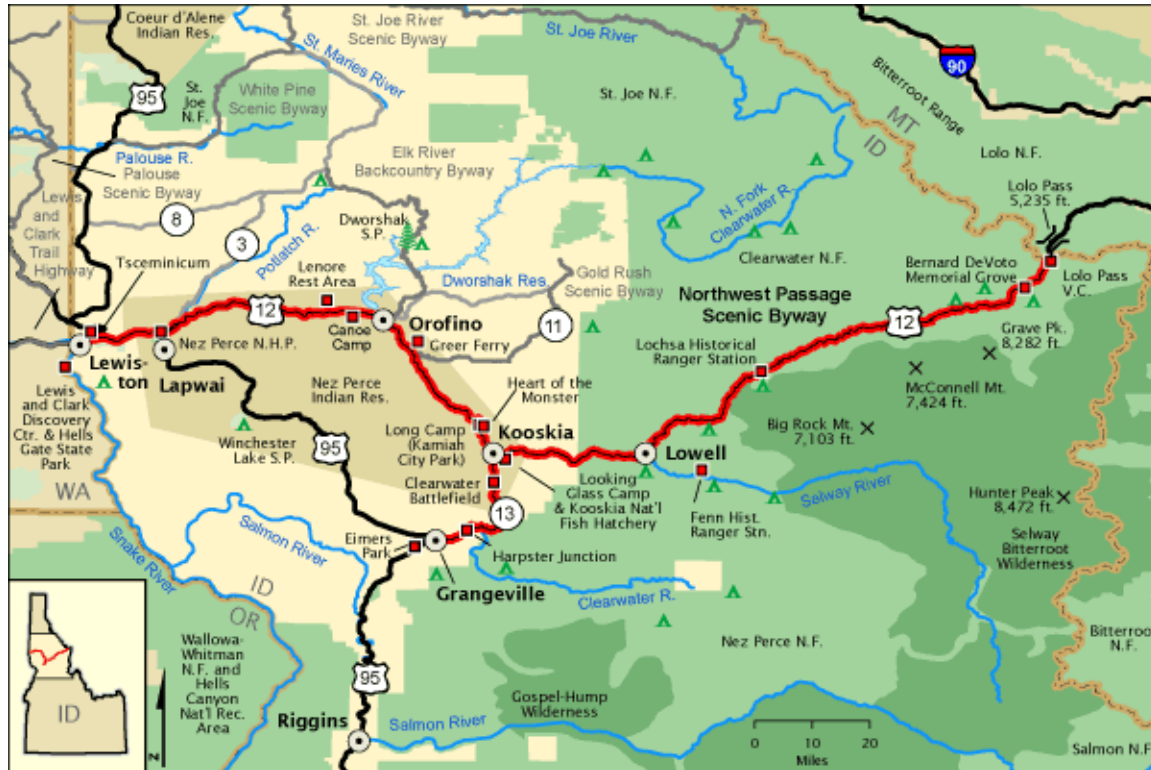 Coeur d'Alene
Indian Res.
St. Joe River
Scenic Byway
St. Joe River
St. Maries River
95
St.
Joe
N.F.
White Pine
Scenic Byway
St. Joe N.F.
90
Bitterroot Range
MT
ID
Lolo N.F.
Palouse R.
Palouse
Scenic Byway
Elk River
Backcountry Byway
Lewis
and
Clark
Trail
Highway
8
3
Potlatch R.
Dworshak
S.P.
N. Fork
Clearwater R.
Lolo Pass
5,235 ft.
Tsceminicum
Lenore
Rest Area
Dworshak Res.
Gold Rush
Scenic Byway
Clearwater N.F.
Bernard DeVoto
Memorial Grove
Lolo Pass
V.C.
12
Canoe
Camp
Orofino
11
Northwest Passage
Scenic Byway
12
Grave Pk.
8,282 ft.
Lewis-
ton
Nez Perce N.H.P.
Lapwai
Greer Ferry
Lochsa Historical
Ranger Station
McConnell Mt.
7,424 ft.
Lewis
and Clark
Discovery
Ctr. & Hells
Gate State
Park
Nez Perce
Indian Res.
Heart of the
Monster
Big Rock Mt.
7,103 ft.
Winchester
Lake S.P.
95
Long Camp
(Kamiah
City Park)
Kooskia
Lowell
WA
Clearwater
Battlefield
Looking
Glass Camp
& Kooskia Nat'l
Fish Hatchery
Selway River
Hunter Peak
8,472 ft.
13
Fenn Hist.
Ranger Stn.
Salmon River
Snake River
Eimers
Park
Harpster Junction
Selway
Bitterroot
Wilderness
ID
OR
Grangeville
Clearwater R.
Nez Perce N.F.
Bitterroot
N.F.
Wallowa-
Whitman
N.F. and
Hells
Canyon
Nat'l Rec.
Area
95
Gospel-Hump
Wilderness
ID
N
Riggins
Salmon River
0 10 20
Miles
Salmon N.F.